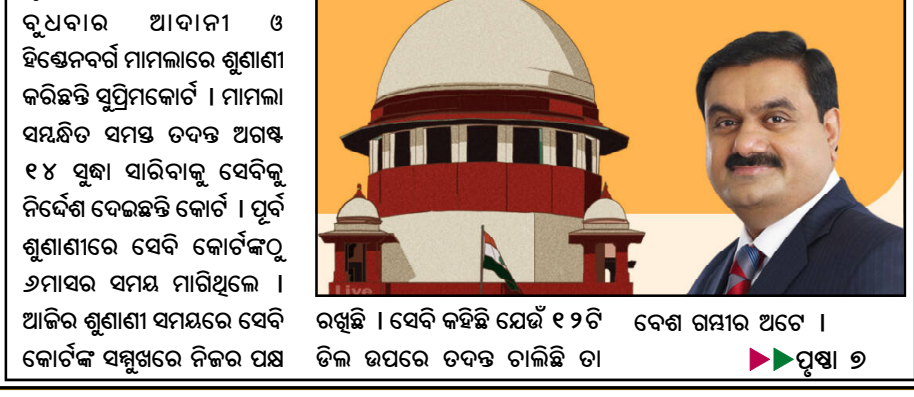 ବୁଧବାର ଆଦାନୀ ଓ
ହିଣ୍ଡେନବର୍ଗ ମାମଲାରେ ଶୁଣାଣୀ
କରିଛନ୍ତି ସୁପ୍ରିମକୋର୍ଟ । ମାମଲା
ସମ୍ବନ୍ଧିତ ସମସ୍ତ ତଦନ୍ତ ଅଗଷ୍ଟ
୧୪ ସୁଦ୍ଧା ସାରିବାକୁ ସେବିକୁ
ନିର୍ଦ୍ଦେଶ ଦେଇଛନ୍ତି କୋର୍ଟ । ପୂର୍ବ
ଶୁଣାଣୀରେ ସେବି କୋର୍ଟଙ୍କଠୁ
୬ମାସର ସମୟ ମାଗିଥିଲେ ।
ଆଜିର ଶୁଣାଣୀ ସମୟରେ ସେବି
କୋର୍ଟଙ୍କ ସମ୍ମୁଖରେ ନିଜର ପକ୍ଷ
Live
ରଖିଛି । ସେବି କହିଛି ଯେଉଁ ୧୨ଟି
ଡିଲ ଉପରେ ତଦନ୍ତ ଚାଲିଛି ତା
ବେଶ ଗମ୍ଭୀର ଅଟେ ।
ପୃଷ୍ଠା ୭